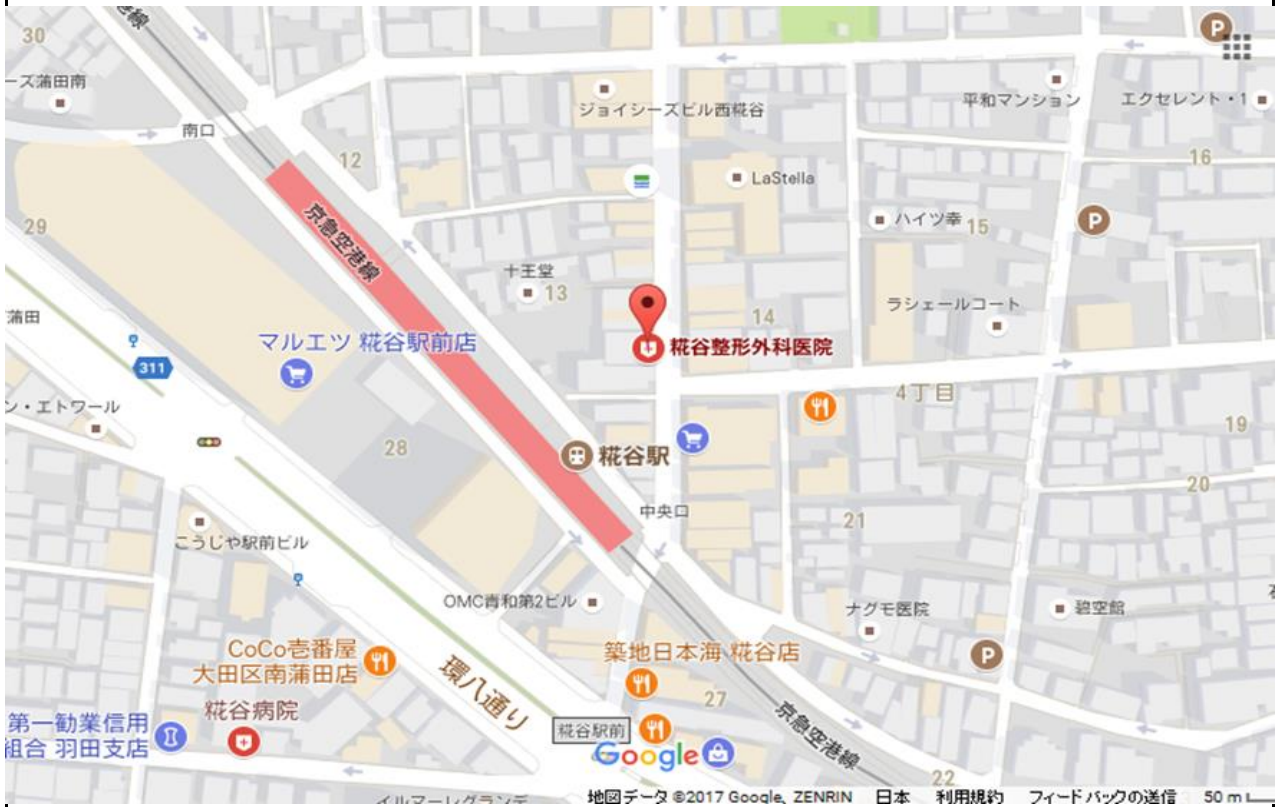 線
30
ーズ蒲田南
南口
12
ジョイシーズビル西糀谷
平和マンション
エクセレント・1
P
16
LaStella
29
京急空港線
ハイツ幸
15
P
十王堂
13
ラシェールコート
14
蒲田
マルエツ 糀谷駅前店
糀谷整形外科医院
311
4丁目
ン・エトワール
19
28
糀谷駅
20
中央口
21
こうじや駅前ビル
OMC青和第2ビル
ナグモ医院
碧空館
CoCo壱番屋
大田区南蒲田店
環八通り
築地日本海 糀谷店
P
27
糀谷病院
第一勧業信用
組合 羽田支店
糀谷駅前
京急空港線
Google
22
イルマーレグランデ
地図データ ©2017 Google, ZENRIN 日本 利用規約 フィードバックの送信 50 m